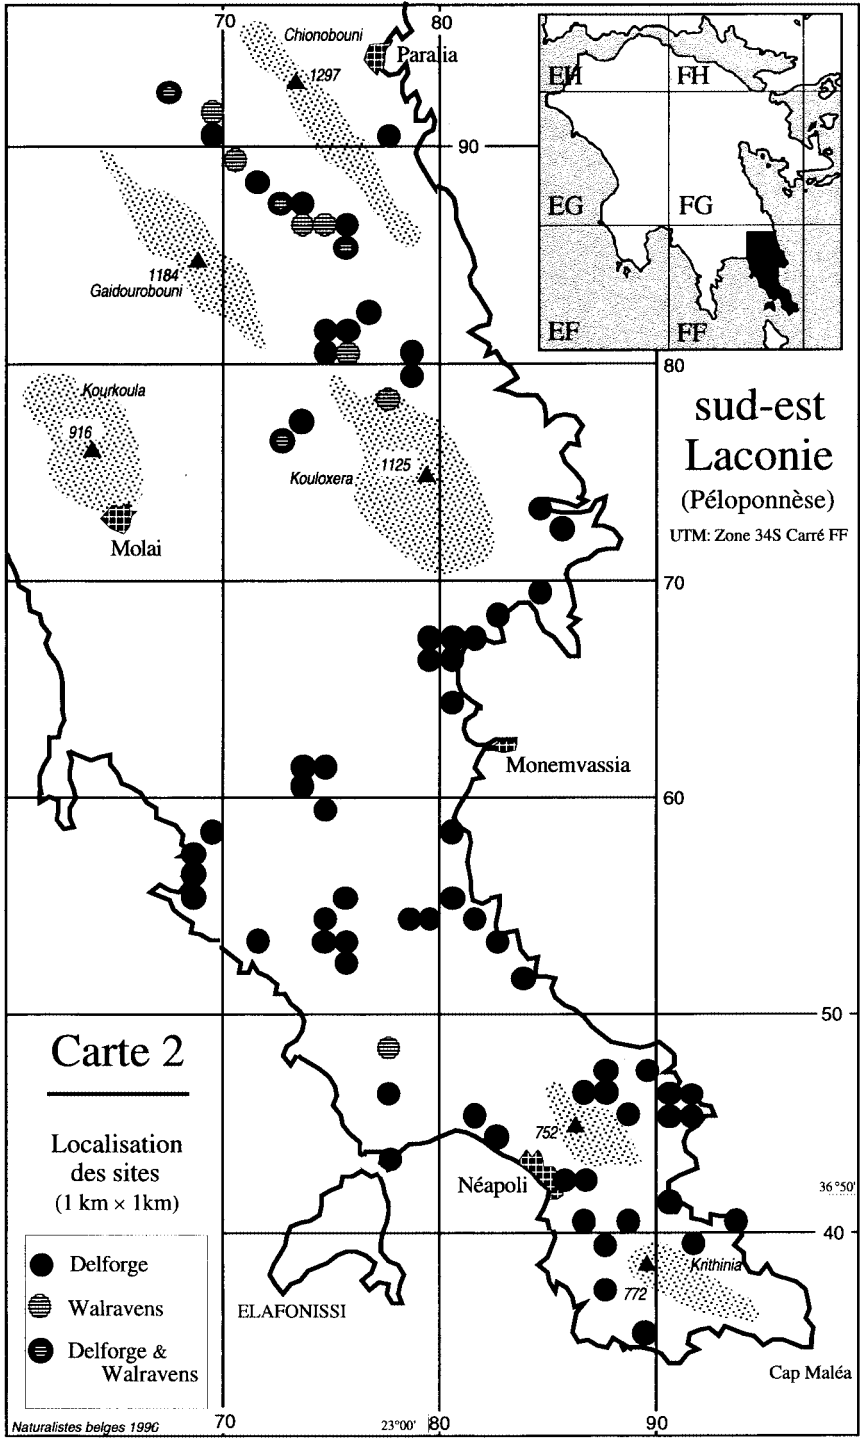 70
80
Chionobouni
Paralia
1297
90
EH
FH
EG
FG
EF
FF
1184
Gaidourobouni
80
Kourkoula
916
Kouloxera
1125
Molai
sud-est
Laconie
(Péloponnèse)
UTM: Zone 34S Carré FF
70
Monemvassia
60
50
Carte 2
Localisation
des sites
(1 km × 1km)
752
Néapoli
36°50'
40
Krithinia
772
Delforge
Walravens
Delforge &
Walravens
ELAFONISSI
Cap Maléa
Naturalistes belges 1996
70
23°00'
80
90